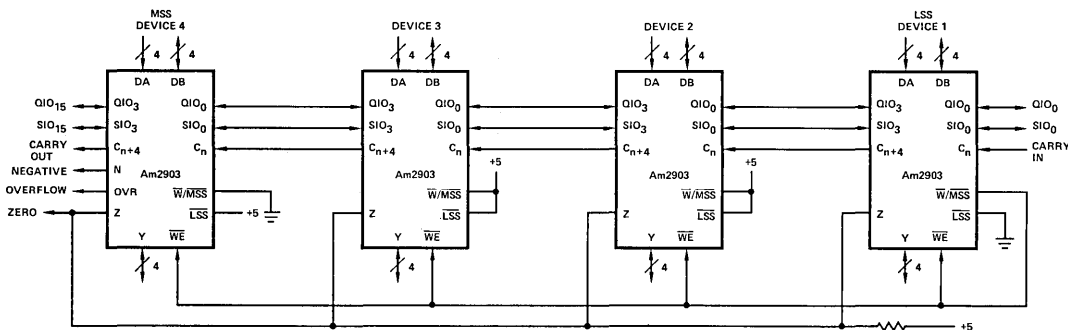 MSS
DEVICE 4
4
4
DA
DB
QIO15
QIO3
QIO0
SIO15
SIO3
SIO0
CARRY
OUT
Cn+4
Cn
NEGATIVE
N
Am2903
OVERFLOW
OVR
W/MSS
ZERO
Z
LSS
+5
Y
WE
4
DEVICE 3
4
4
DA
DB
QIO3
QIO0
SIO3
SIO0
Cn+4
Cn
Am2903
+5
W/MSS
Z
LSS
Y
WE
4
DEVICE 2
4
4
DA
DB
QIO3
QIO0
SIO3
SIO0
Cn+4
Cn
Am2903
+5
W/MSS
Z
LSS
Y
WE
4
LSS
DEVICE 1
4
4
DA
DB
QIO3
QIO0
QIO0
SIO3
SIO0
SIO0
Cn+4
Cn
CARRY
IN
Am2903
W/MSS
Z
LSS
Y
WE
4
+5